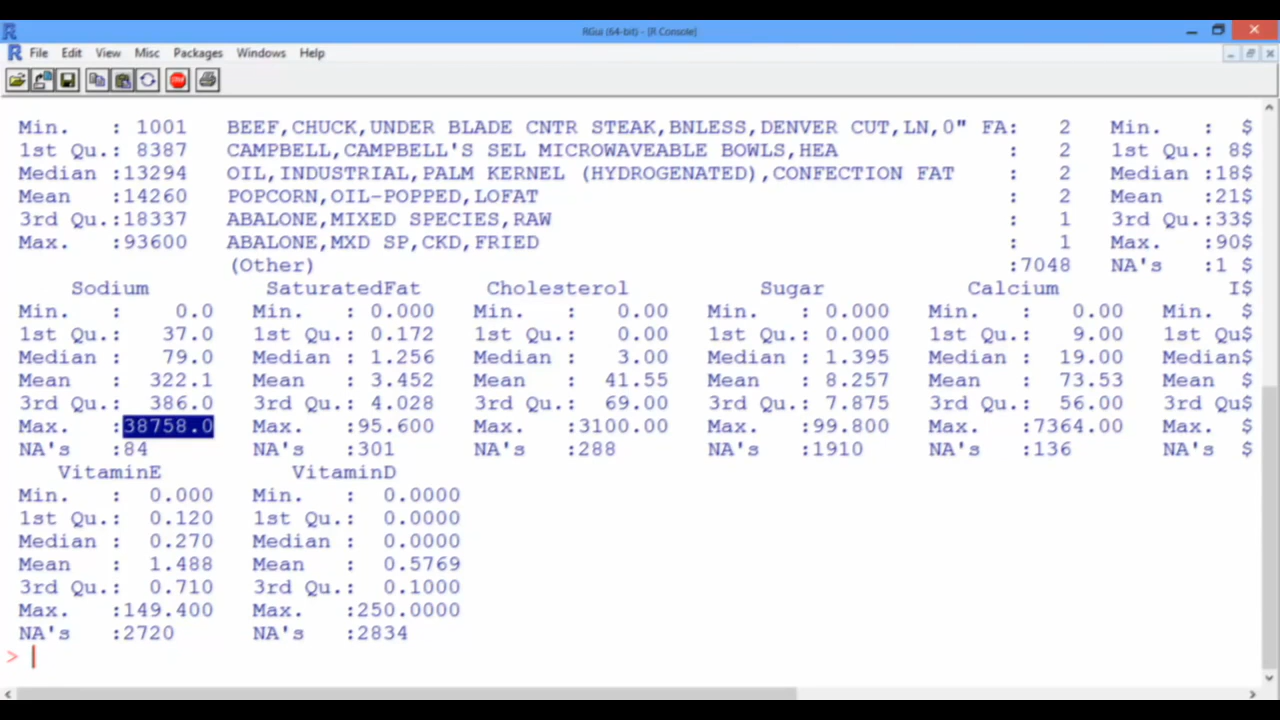 RGui (64-bit) - [R Console]
File Edit View Misc Packages Windows Help
STOP
Min.   : 1001   BEEF,CHUCK,UNDER BLADE CNTR STEAK,BNLESS,DENVER CUT,LN,0" FA:   2   Min.   :  $
1st Qu.: 8387   CAMPBELL,CAMPBELL'S SEL MICROWAVEABLE BOWLS,HEA             :   2   1st Qu.: 8$
Median :13294   OIL,INDUSTRIAL,PALM KERNEL (HYDROGENATED),CONFECTION FAT    :   2   Median :18$
Mean   :14260   POPCORN,OIL-POPPED,LOFAT                                    :   2   Mean   :21$
3rd Qu.:18337   ABALONE,MIXED SPECIES,RAW                                   :   1   3rd Qu.:33$
Max.   :93600   ABALONE,MXD SP,CKD,FRIED                                    :   1   Max.   :90$
(Other)                                                     :7048   NA's   :1 $
Sodium   SaturatedFat   Cholesterol   Sugar   Calcium   I$
Min.   :    0.0   Min.   : 0.000   Min.   :   0.00   Min.   : 0.000   Min.   :   0.00   Min.  $
1st Qu.:   37.0   1st Qu.: 0.172   1st Qu.:   0.00   1st Qu.: 0.000   1st Qu.:   9.00   1st Qu$
Median :   79.0   Median : 1.256   Median :   3.00   Median : 1.395   Median :  19.00   Median$
Mean   :  322.1   Mean   : 3.452   Mean   :  41.55   Mean   : 8.257   Mean   :  73.53   Mean  $
3rd Qu.:  386.0   3rd Qu.: 4.028   3rd Qu.:  69.00   3rd Qu.: 7.875   3rd Qu.:  56.00   3rd Qu$
Max.   :38758.0   Max.   :95.600   Max.   :3100.00   Max.   :99.800   Max.   :7364.00   Max.  $
NA's   :84   NA's   :301   NA's   :288   NA's   :1910   NA's   :136   NA's  $
VitaminE   VitaminD
Min.   :  0.000   Min.   :  0.0000
1st Qu.:  0.120   1st Qu.:  0.0000
Median :  0.270   Median :  0.0000
Mean   :  1.488   Mean   :  0.5769
3rd Qu.:  0.710   3rd Qu.:  0.1000
Max.   :149.400   Max.   :250.0000
NA's   :2720   NA's   :2834
>